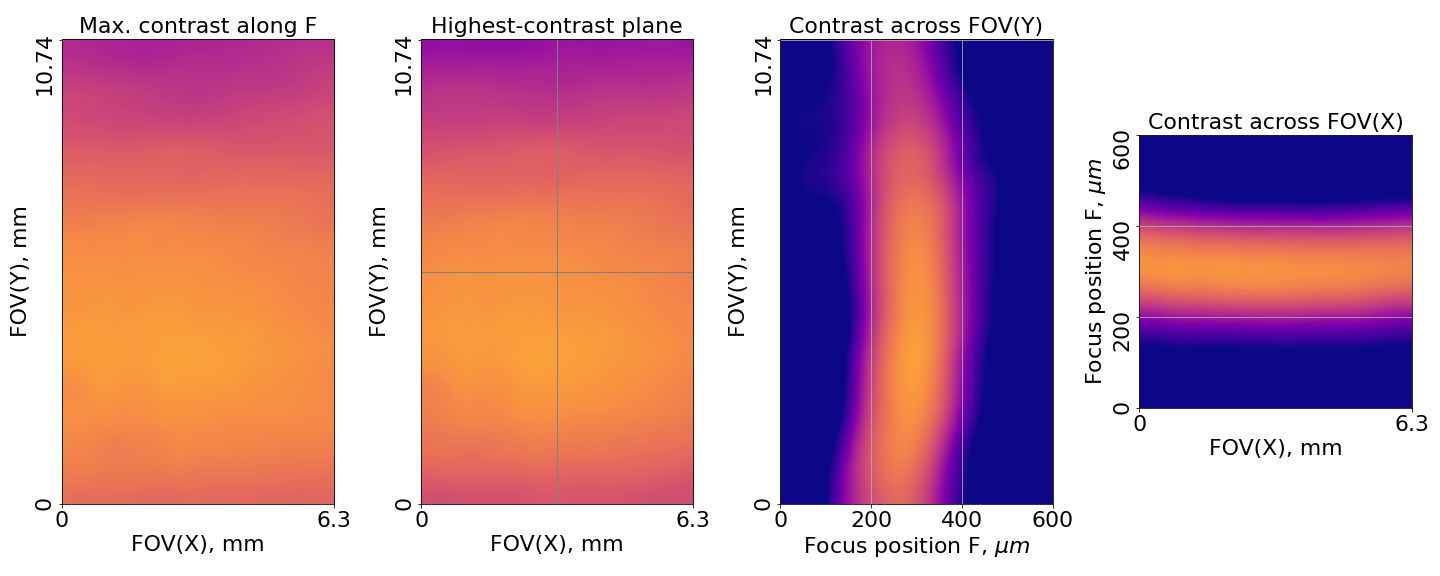 Max. contrast along F
10.74
FOV(Y), mm
0
0
6.3
FOV(X), mm
Highest-contrast plane
10.74
FOV(Y), mm
0
0
6.3
FOV(X), mm
Contrast across FOV(Y)
10.74
FOV(Y), mm
0
0
200
400
600
Focus position F, μm
Contrast across FOV(X)
600
400
200
0
Focus position F, μm
0
6.3
FOV(X), mm